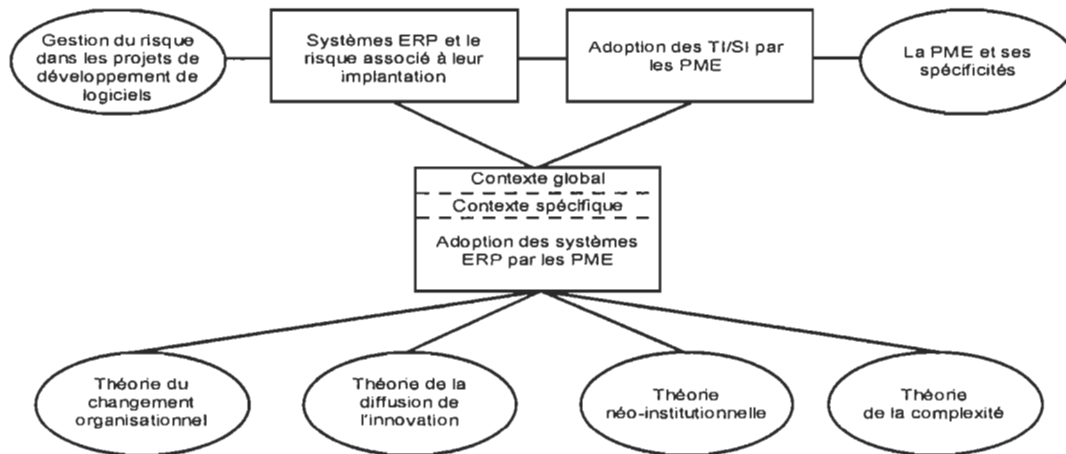 Gestion du risque
dans les projets de
développement de
logiciels
Systèmes ERP et le
risque associé à leur
implantation
Adoption des TI/SI par
les PME
La PME et ses
spécificités
Contexte global
Contexte spécifique
Adoption des systèmes
ERP par les PME
Théorie du
changement
organisationnel
Théorie de la
diffusion de
l'innovation
Théorie
néo-institutionnelle
Théorie
de la complexité